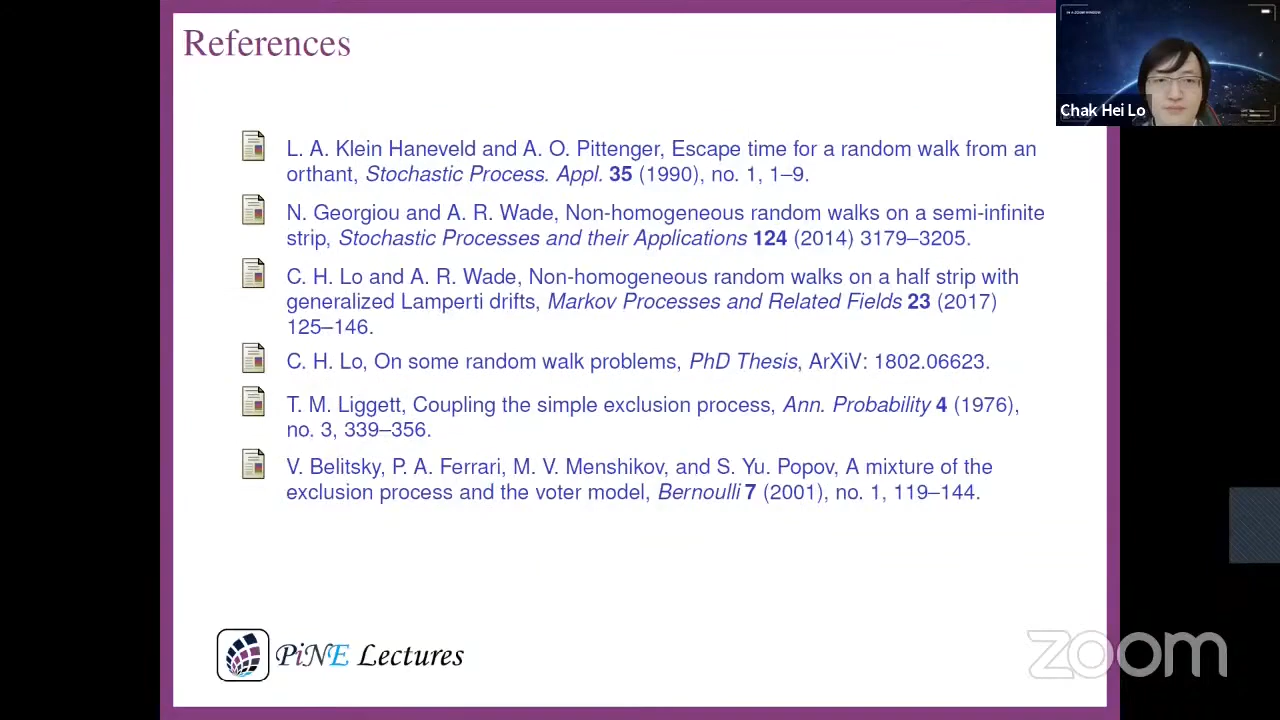 References
Chak Hei Lo
L. A. Klein Haneveld and A. O. Pittenger, Escape time for a random walk from an
orthant, Stochastic Process. Appl. 35 (1990), no. 1, 1–9.
N. Georgiou and A. R. Wade, Non-homogeneous random walks on a semi-infinite
strip, Stochastic Processes and their Applications 124 (2014) 3179–3205.
C. H. Lo and A. R. Wade, Non-homogeneous random walks on a half strip with
generalized Lamperti drifts, Markov Processes and Related Fields 23 (2017)
125–146.
C. H. Lo, On some random walk problems, PhD Thesis, ArXiV: 1802.06623.
T. M. Liggett, Coupling the simple exclusion process, Ann. Probability 4 (1976),
no. 3, 339–356.
V. Belitsky, P. A. Ferrari, M. V. Menshikov, and S. Yu. Popov, A mixture of the
exclusion process and the voter model, Bernoulli 7 (2001), no. 1, 119–144.
PiNE Lectures
zoom